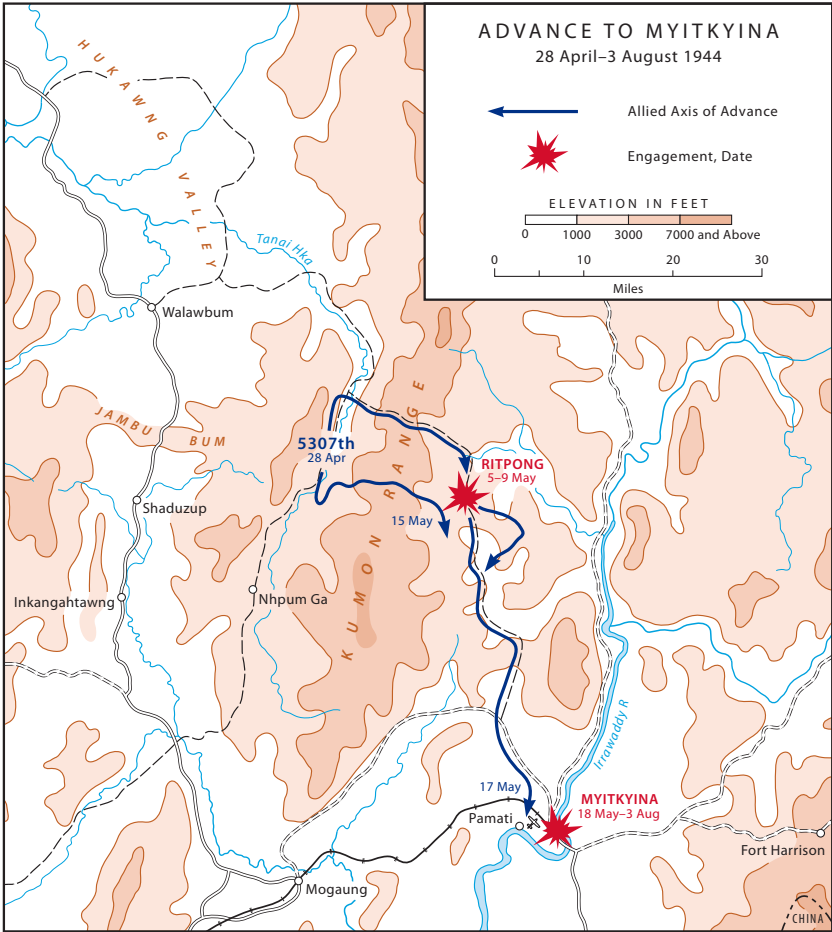 ADVANCE TO MYITKYINA
28 April–3 August 1944
Allied Axis of Advance
Engagement, Date
ELEVATION IN FEET
0 1000 3000 7000 and Above
0 10 20 30
Miles
HUKAWNG VALLEY
Tanai Hka
Walawbum
JAMBU BUM
5307th
28 Apr
RITPONG
5–9 May
15 May
Shaduzup
KUMON RANGE
Inkangahtawng
Nhpum Ga
Irrawaddy R
17 May
MYITKYINA
18 May–3 Aug
Pamati
Fort Harrison
Mogaung
CHINA